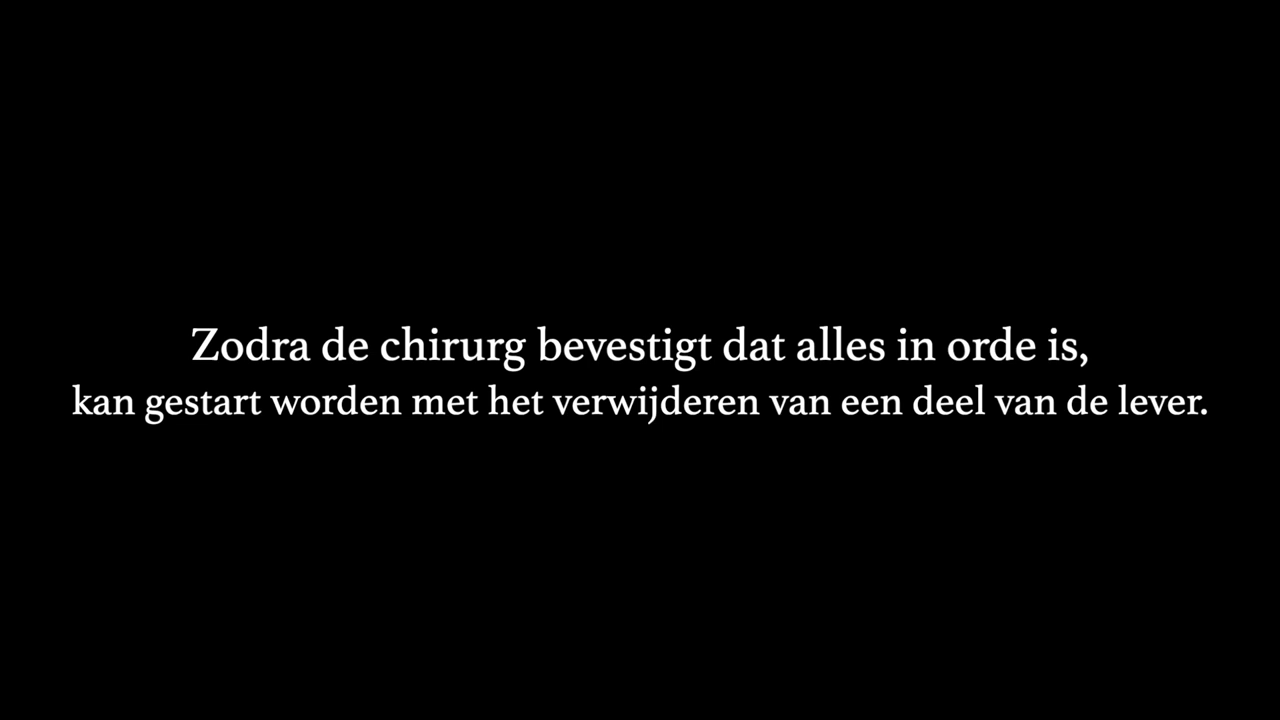 Zodra de chirurg bevestigt dat alles in orde is,
kan gestart worden met het verwijderen van een deel van de lever.